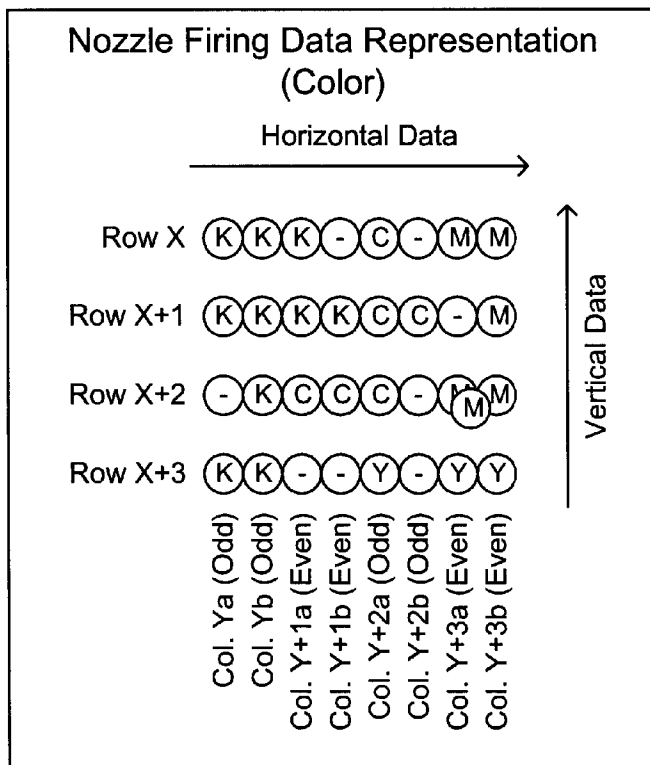 Nozzle Firing Data Representation
(Color)
Horizontal Data
Row X K K K - C - M M
Row X+1 K K K K C C - M
Row X+2 - K C C C - M M M
Row X+3 K K - - Y - Y Y
Vertical Data
Col. Ya (Odd)
Col. Yb (Odd)
Col. Y+1a (Even)
Col. Y+1b (Even)
Col. Y+2a (Odd)
Col. Y+2b (Odd)
Col. Y+3a (Even)
Col. Y+3b (Even)